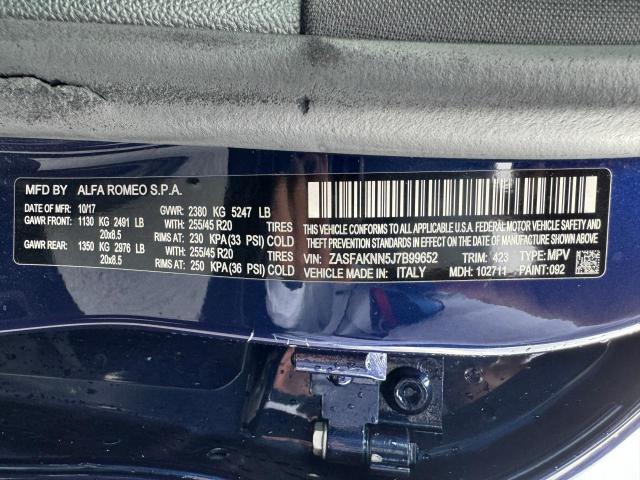 MFD BY ALFA ROMEO S.P.A.
DATE OF MFR: 10/17 GVWR: 2380 KG 5247 LB
GAWR FRONT: 1130 KG 2491 LB WITH: 255/45 R20 TIRES
20x8.5 RIMS AT: 230 KPA(33 PSI) COLD
GAWR REAR: 1350 KG 2976 LB WITH: 255/45 R20 TIRES
20x8.5 RIMS AT: 250 KPA (36 PSI) COLD
THIS VEHICLE CONFORMS TO ALL APPLICABLE U.S.A. FEDERAL MOTOR VEHICLE SAFETY AND
THEFT PREVENTION STANDARDS IN EFFECT ON THE DATE OF MANUFACTURE SHOWN ABOVE.
VIN: ZASFAKNN5J7B99652 TRIM: 423 TYPE:MPV
VEHICLE MADE IN: ITALY MDH: 102711 PAINT:092